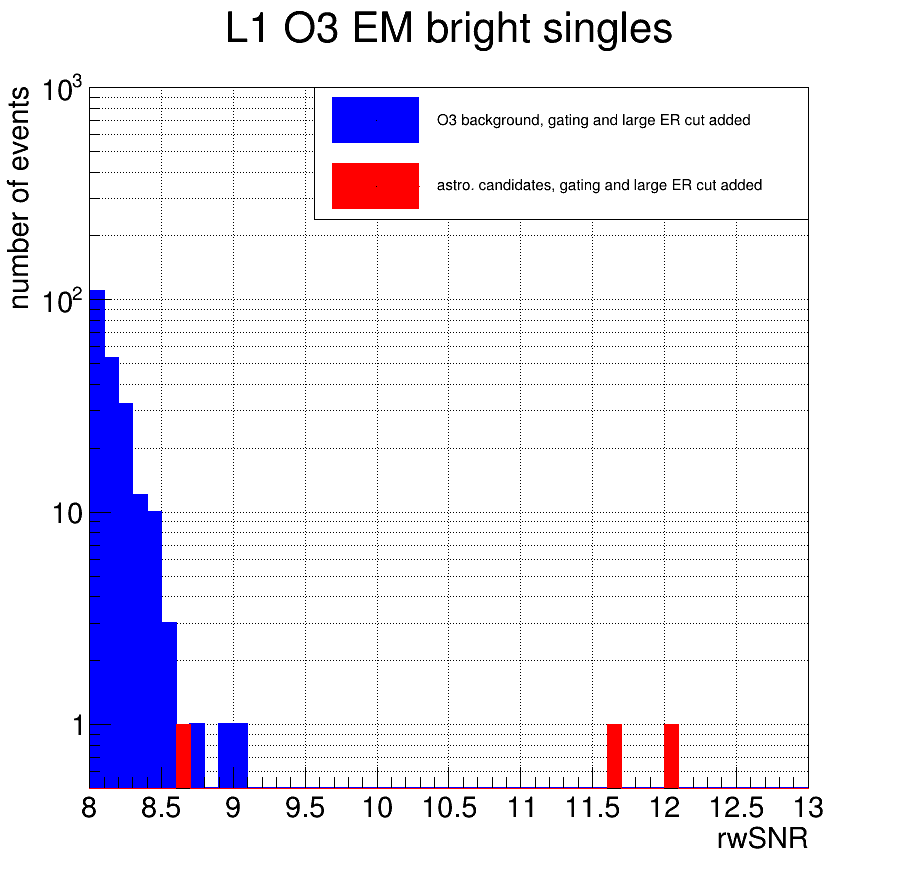 L1 O3 EM bright singles
number of events
10³
10²
10
1
O3 background, gating and large ER cut added
astro. candidates, gating and large ER cut added
8 8.5 9 9.5 10 10.5 11 11.5 12 12.5 13
rwSNR